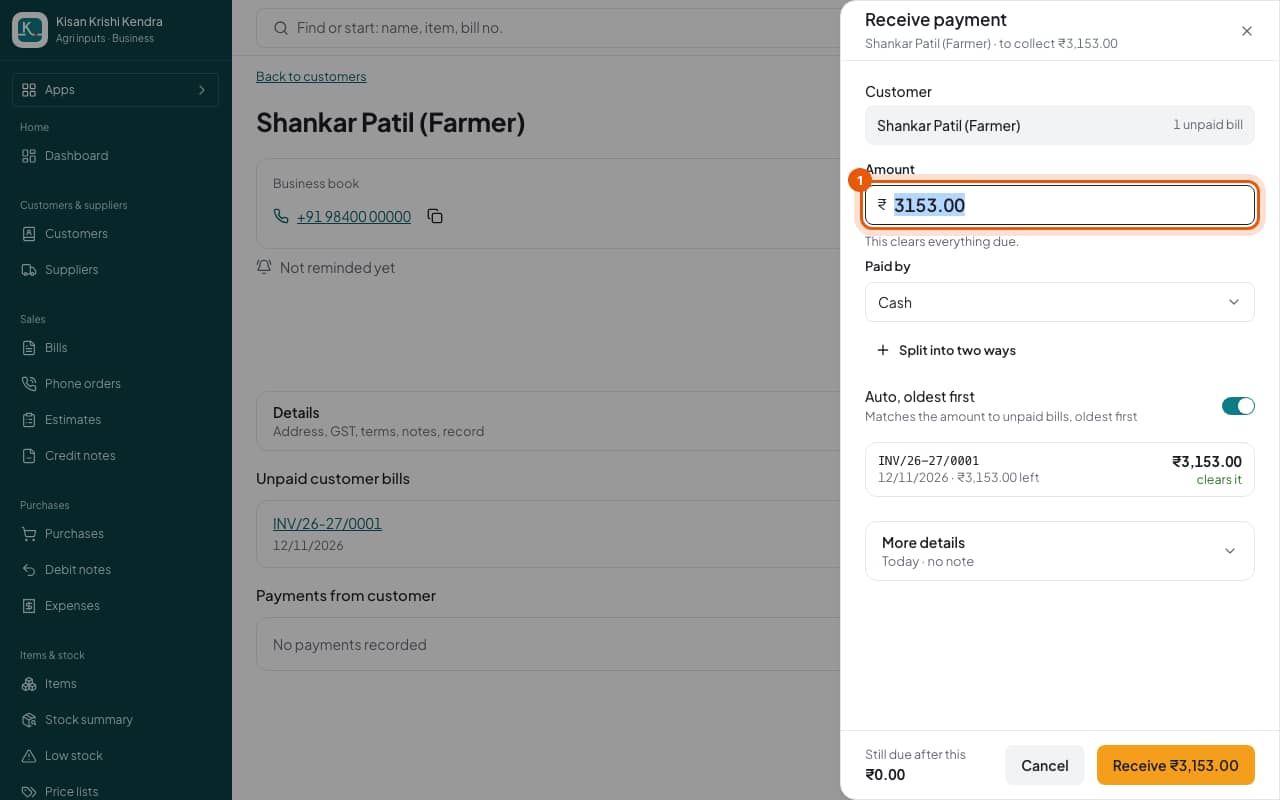 Kisan Krishi Kendra
Agri inputs · Business
Apps
Home
Dashboard
Customers & suppliers
Customers
Suppliers
Sales
Bills
Phone orders
Estimates
Credit notes
Purchases
Purchases
Debit notes
Expenses
Items & stock
Items
Stock summary
Low stock
Price lists
Find or start: name, item, bill no.
Back to customers
Shankar Patil (Farmer)
Business book
+91 98400 00000
Not reminded yet
Details
Address, GST, terms, notes, record
Unpaid customer bills
INV/26-27/0001
12/11/2026
Payments from customer
No payments recorded
Receive payment
Shankar Patil (Farmer) · to collect ₹3,153.00
Customer
Shankar Patil (Farmer) 1 unpaid bill
Amount
1
₹ 3153.00
This clears everything due.
Paid by
Cash
Split into two ways
Auto, oldest first
Matches the amount to unpaid bills, oldest first
INV/26-27/0001 ₹3,153.00
12/11/2026 · ₹3,153.00 left clears it
More details
Today · no note
Still due after this
₹0.00
Cancel
Receive ₹3,153.00